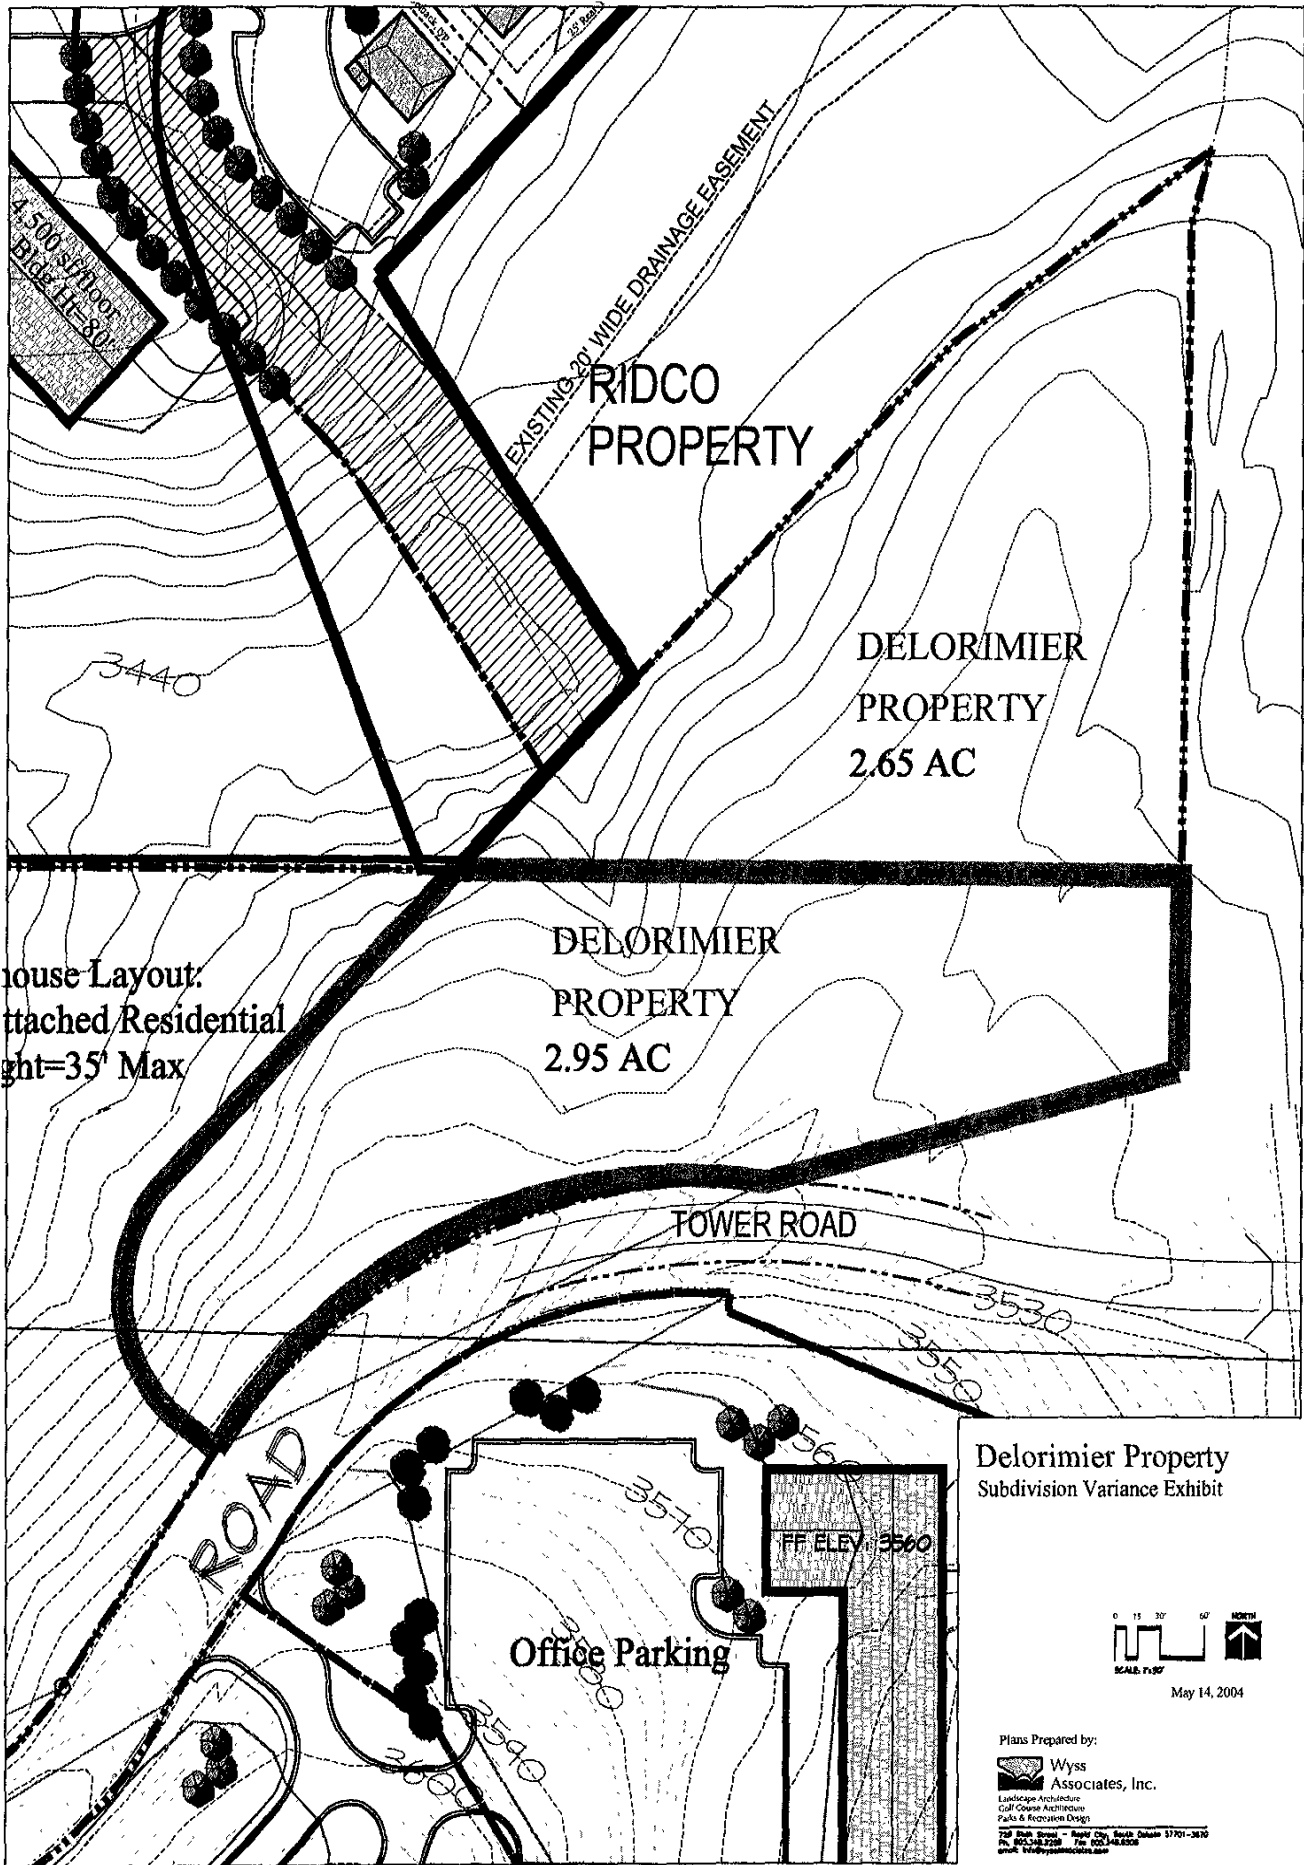 4,500 sf/floor
Bldg Ht=80'
EXISTING 20' WIDE DRAINAGE EASEMENT
RIDCO
PROPERTY
3440
DELORIMIER
PROPERTY
2.65 AC
DELORIMIER
PROPERTY
2.95 AC
house Layout:
ttached Residential
ght=35' Max
TOWER ROAD
3530
3550
ROAD
3570
FF ELEV: 3560
Office Parking
3580
3590
Delorimier Property
Subdivision Variance Exhibit
0 15 30' 60'
NORTH
May 14, 2004
Plans Prepared by:
Wyss
Associates, Inc.
Landscape Architecture
Golf Course Architecture
Parks & Recreation Design